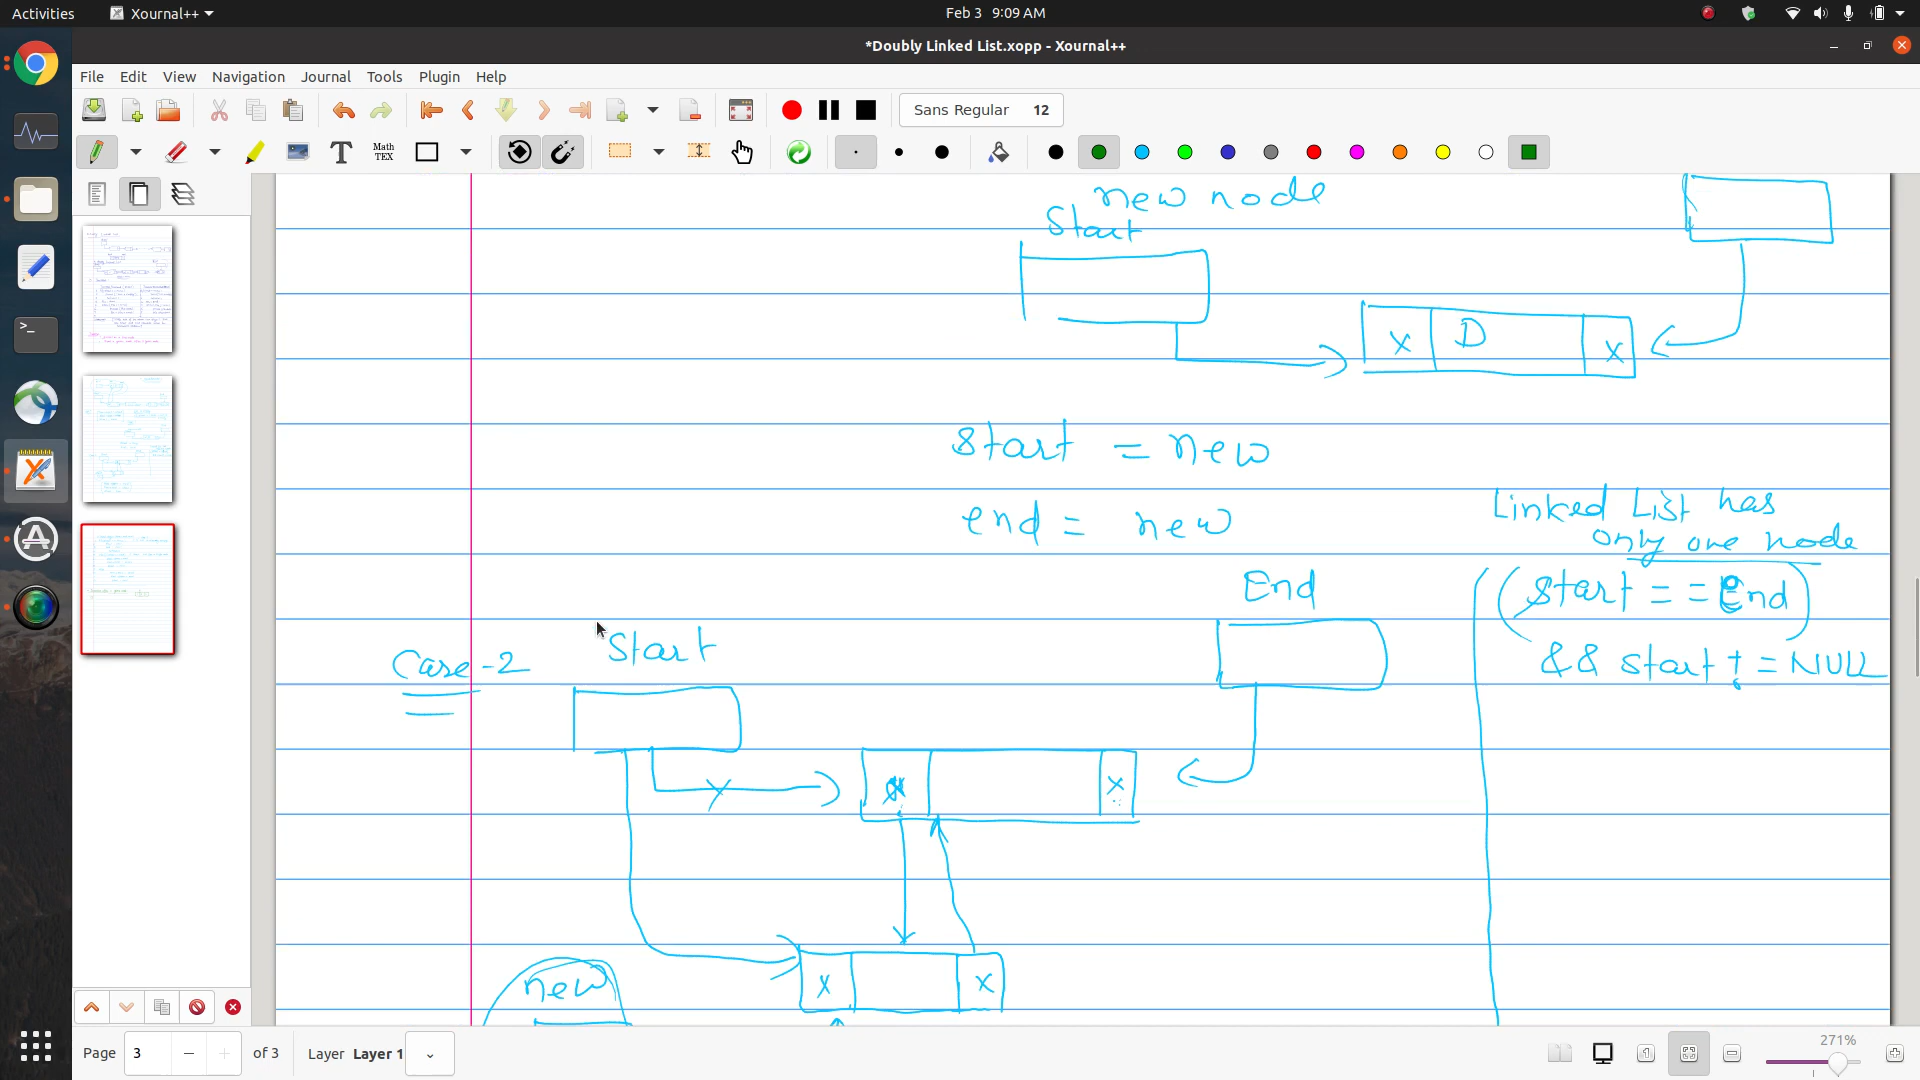 Activities Xournal++ Feb 3 9:09 AM
*Doubly Linked List.xopp - Xournal++
File Edit View Navigation Journal Tools Plugin Help
Sans Regular 12
T Math TEX
new node
Start
X D X
Start = new
end = new
Linked List has
only one node
(Start == End)
&& start != NULL
End
Case-2 Start
X
X
new
X X
Page 3 of 3 Layer Layer 1 271%